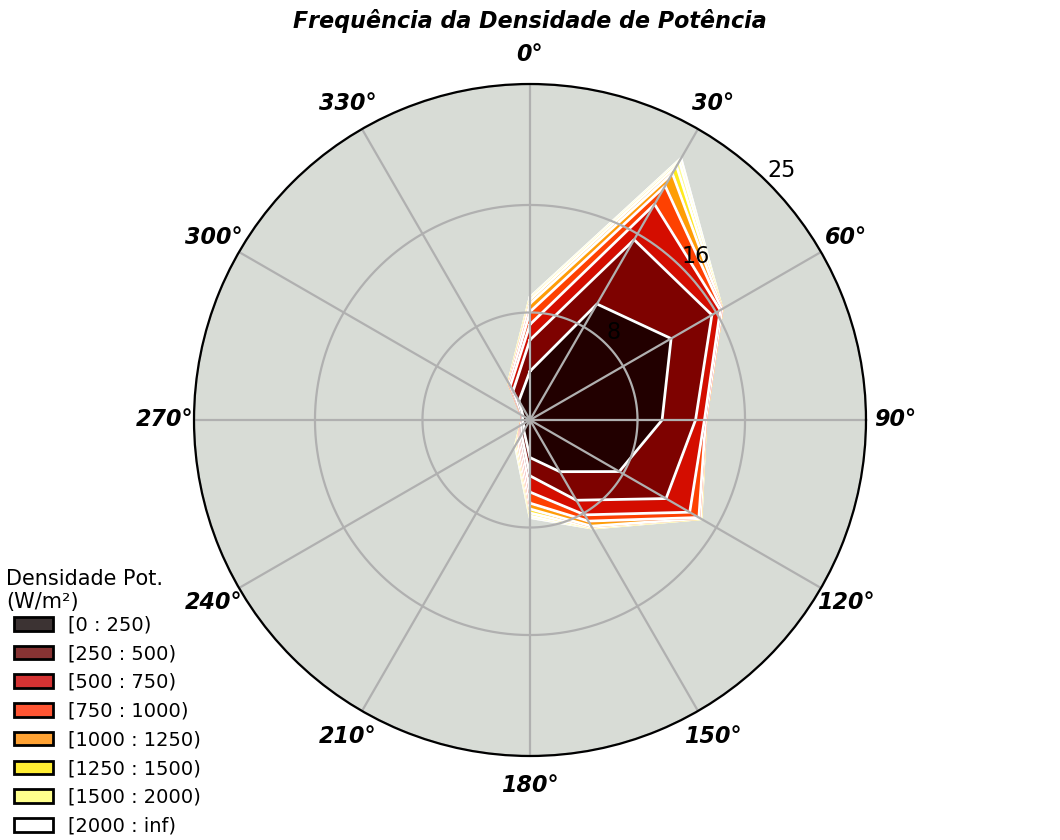 Frequência da Densidade de Potência
0°
330°
30°
25
300°
60°
16
8
270°
90°
240°
120°
210°
150°
180°
Densidade Pot.
(W/m²)
[0 : 250)
[250 : 500)
[500 : 750)
[750 : 1000)
[1000 : 1250)
[1250 : 1500)
[1500 : 2000)
[2000 : inf)